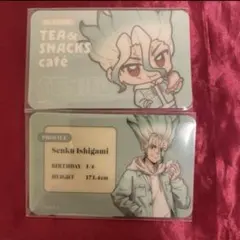 TEA &
SNACKS
café
PROFILE
Senku Ishigami
BIRTHDAY 1/4
HEIGHT 171.4cm